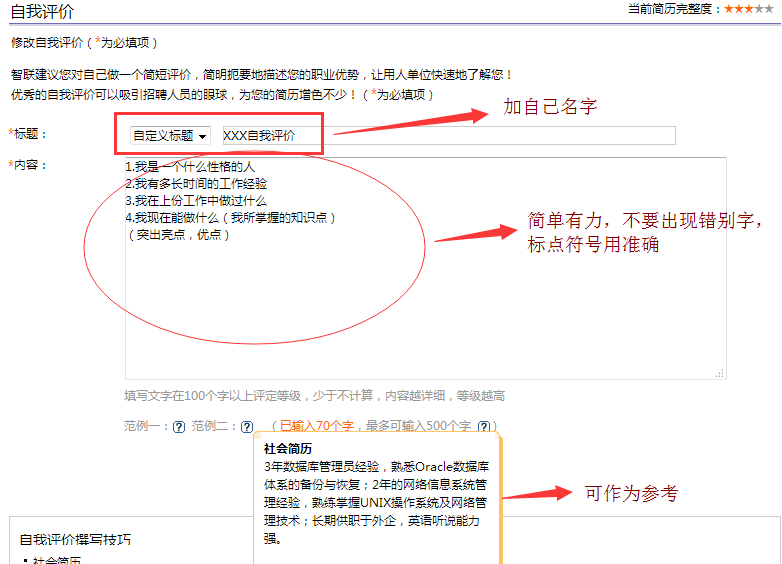 自我评价
当前简历完整度：★★★★★
修改自我评价（*为必填项）
智联建议您对自己做一个简短评价，简明扼要地描述您的职业优势，让用人单位快速地了解您！
优秀的自我评价可以吸引招聘人员的眼球，为您的简历增色不少！（*为必填项）
加自己名字
*标题： 自定义标题 XXX自我评价
*内容： 1.我是一个什么性格的人
2.我有多长时间的工作经验
3.我在上份工作中做过什么
4.我现在能做什么（我所掌握的知识点）
（突出亮点，优点）
简单有力，不要出现错别字，
标点符号用准确
填写文字在100个字以上评定等级，少于不计算，内容越详细，等级越高
范例一：? 范例二：? （已输入70个字，最多可输入500个字 ?）
社会简历
3年数据库管理员经验，熟悉Oracle数据库
体系的备份与恢复；2年的网络信息系统管
理经验，熟练掌握UNIX操作系统及网络管
理技术；长期供职于外企，英语听说能力
强。
可作为参考
自我评价撰写技巧
社会简历